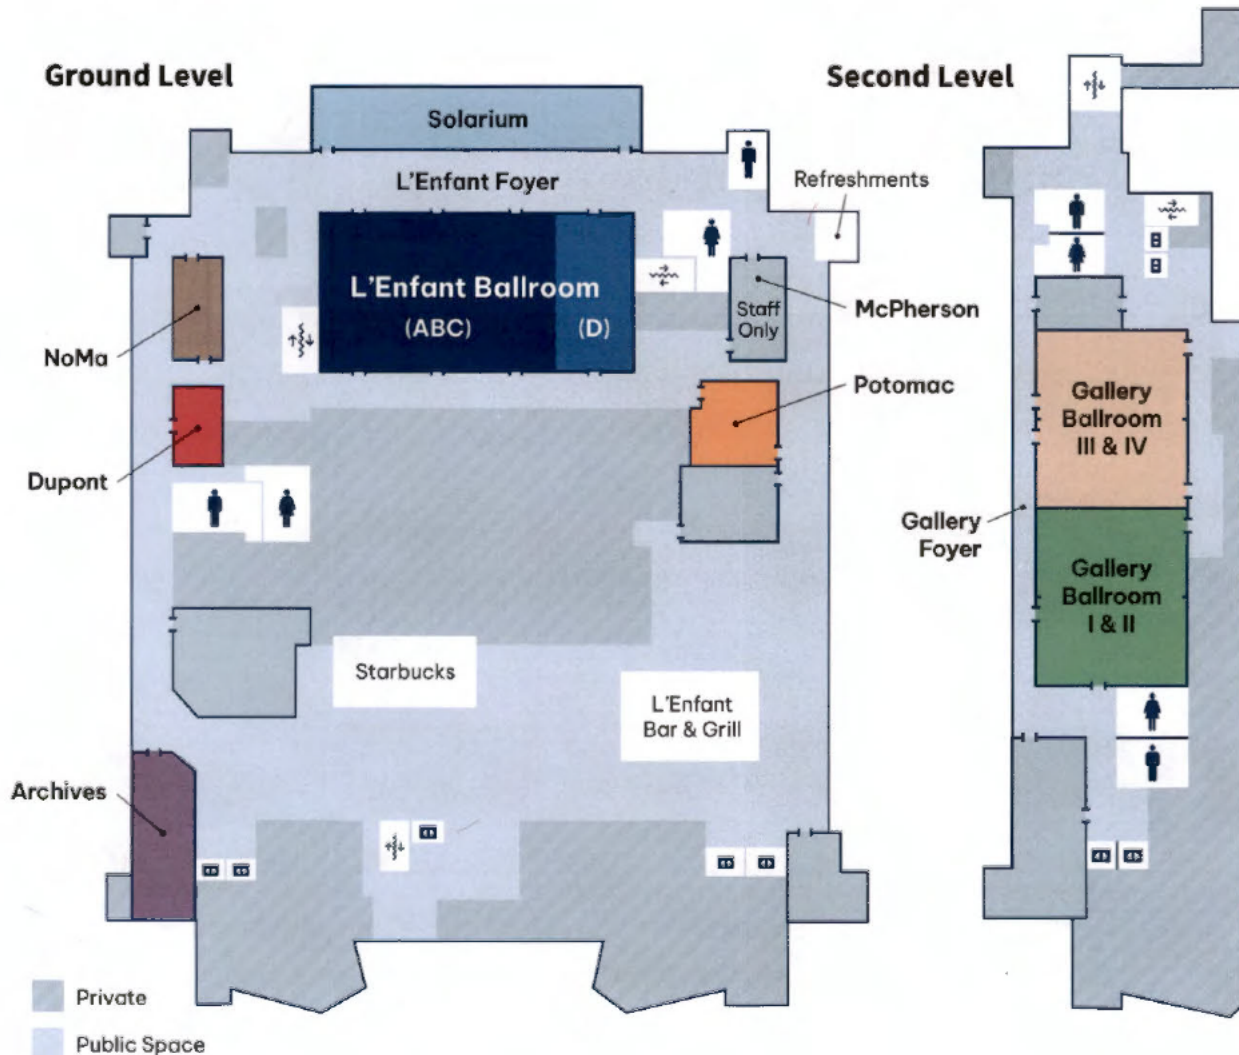 Ground Level
Second Level
Solarium
L'Enfant Foyer
Refreshments
L'Enfant Ballroom
(ABC)
(D)
Staff
Only
McPherson
NoMa
Potomac
Dupont
Gallery
Ballroom
III & IV
Gallery
Foyer
Gallery
Ballroom
I & II
Starbucks
L'Enfant
Bar & Grill
Archives
Private
Public Space